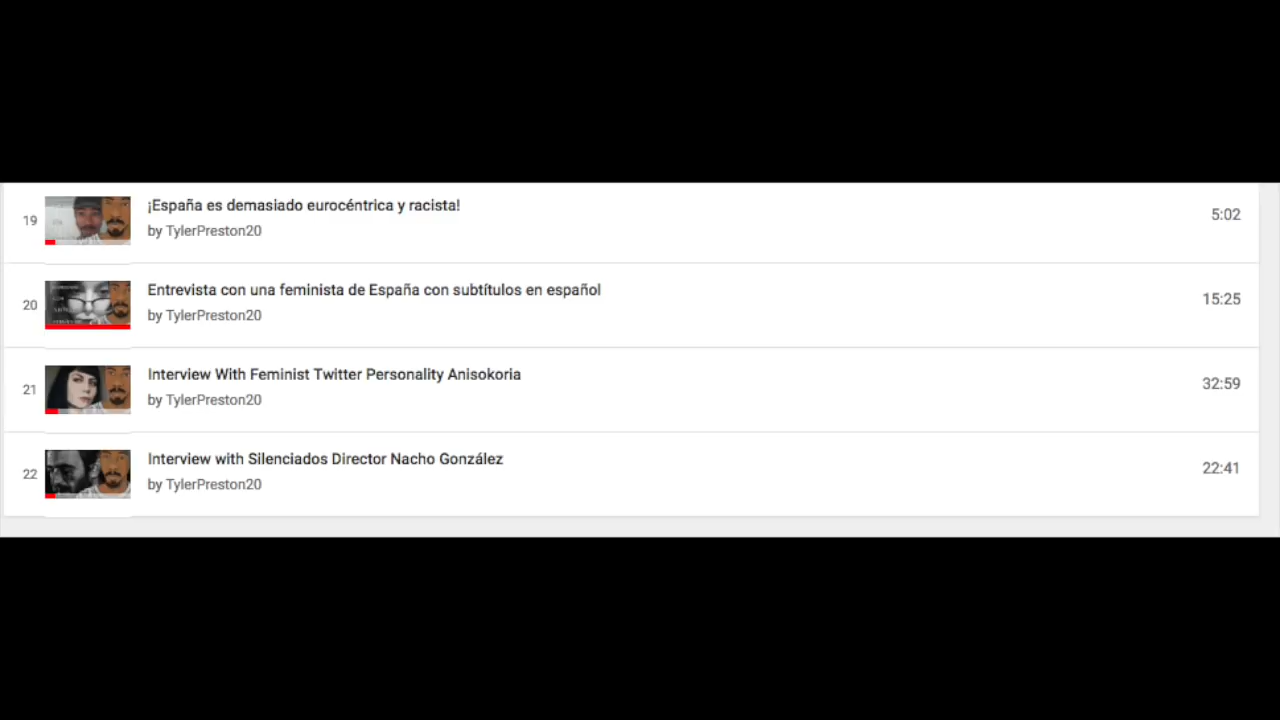 19
¡España es demasiado eurocéntrica y racista!
by TylerPreston20
5:02
20
Entrevista con una feminista de España con subtítulos en español
by TylerPreston20
15:25
21
Interview With Feminist Twitter Personality Anisokoria
by TylerPreston20
32:59
22
Interview with Silenciados Director Nacho González
by TylerPreston20
22:41